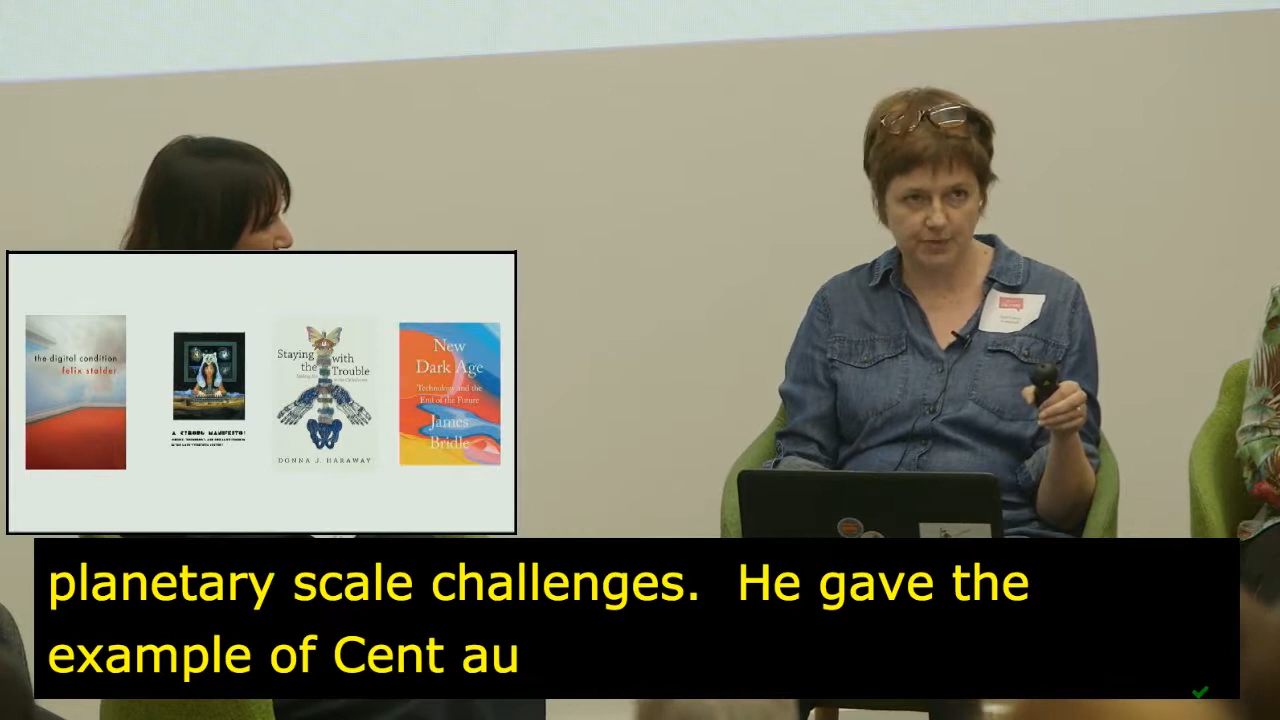 the digital condition
felix stalder
A CYBORG MANIFESTO:
Staying with
the Trouble
DONNA J. HARAWAY
New
Dark Age
Technology and the
End of the Future
James
Bridle
planetary scale challenges.  He gave the
example of Cent au